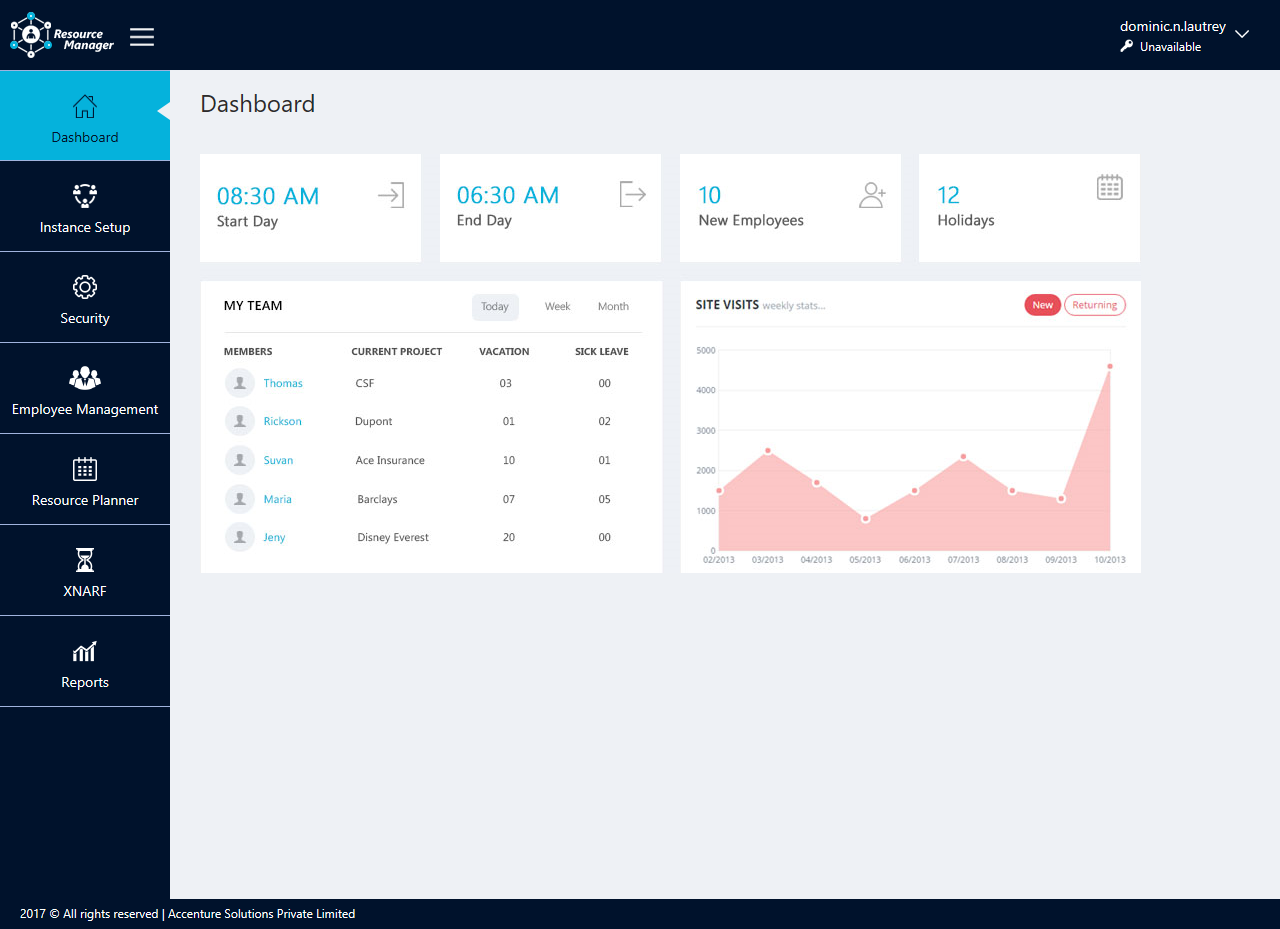 Resource
Manager
dominic.n.lautrey
Unavailable
Dashboard
Instance Setup
Security
Employee Management
Resource Planner
XNARF
Reports
Dashboard
08:30 AM
Start Day
06:30 AM
End Day
10
New Employees
12
Holidays
MY TEAM Today Week Month
MEMBERS CURRENT PROJECT VACATION SICK LEAVE
Thomas CSF 03 00
Rickson Dupont 01 02
Suvan Ace Insurance 10 01
Maria Barclays 07 05
Jeny Disney Everest 20 00
SITE VISITS weekly stats... New Returning
5000
4000
3000
2000
1000
0
02/2013 03/2013 04/2013 05/2013 06/2013 07/2013 08/2013 09/2013 10/2013
2017 © All rights reserved | Accenture Solutions Private Limited